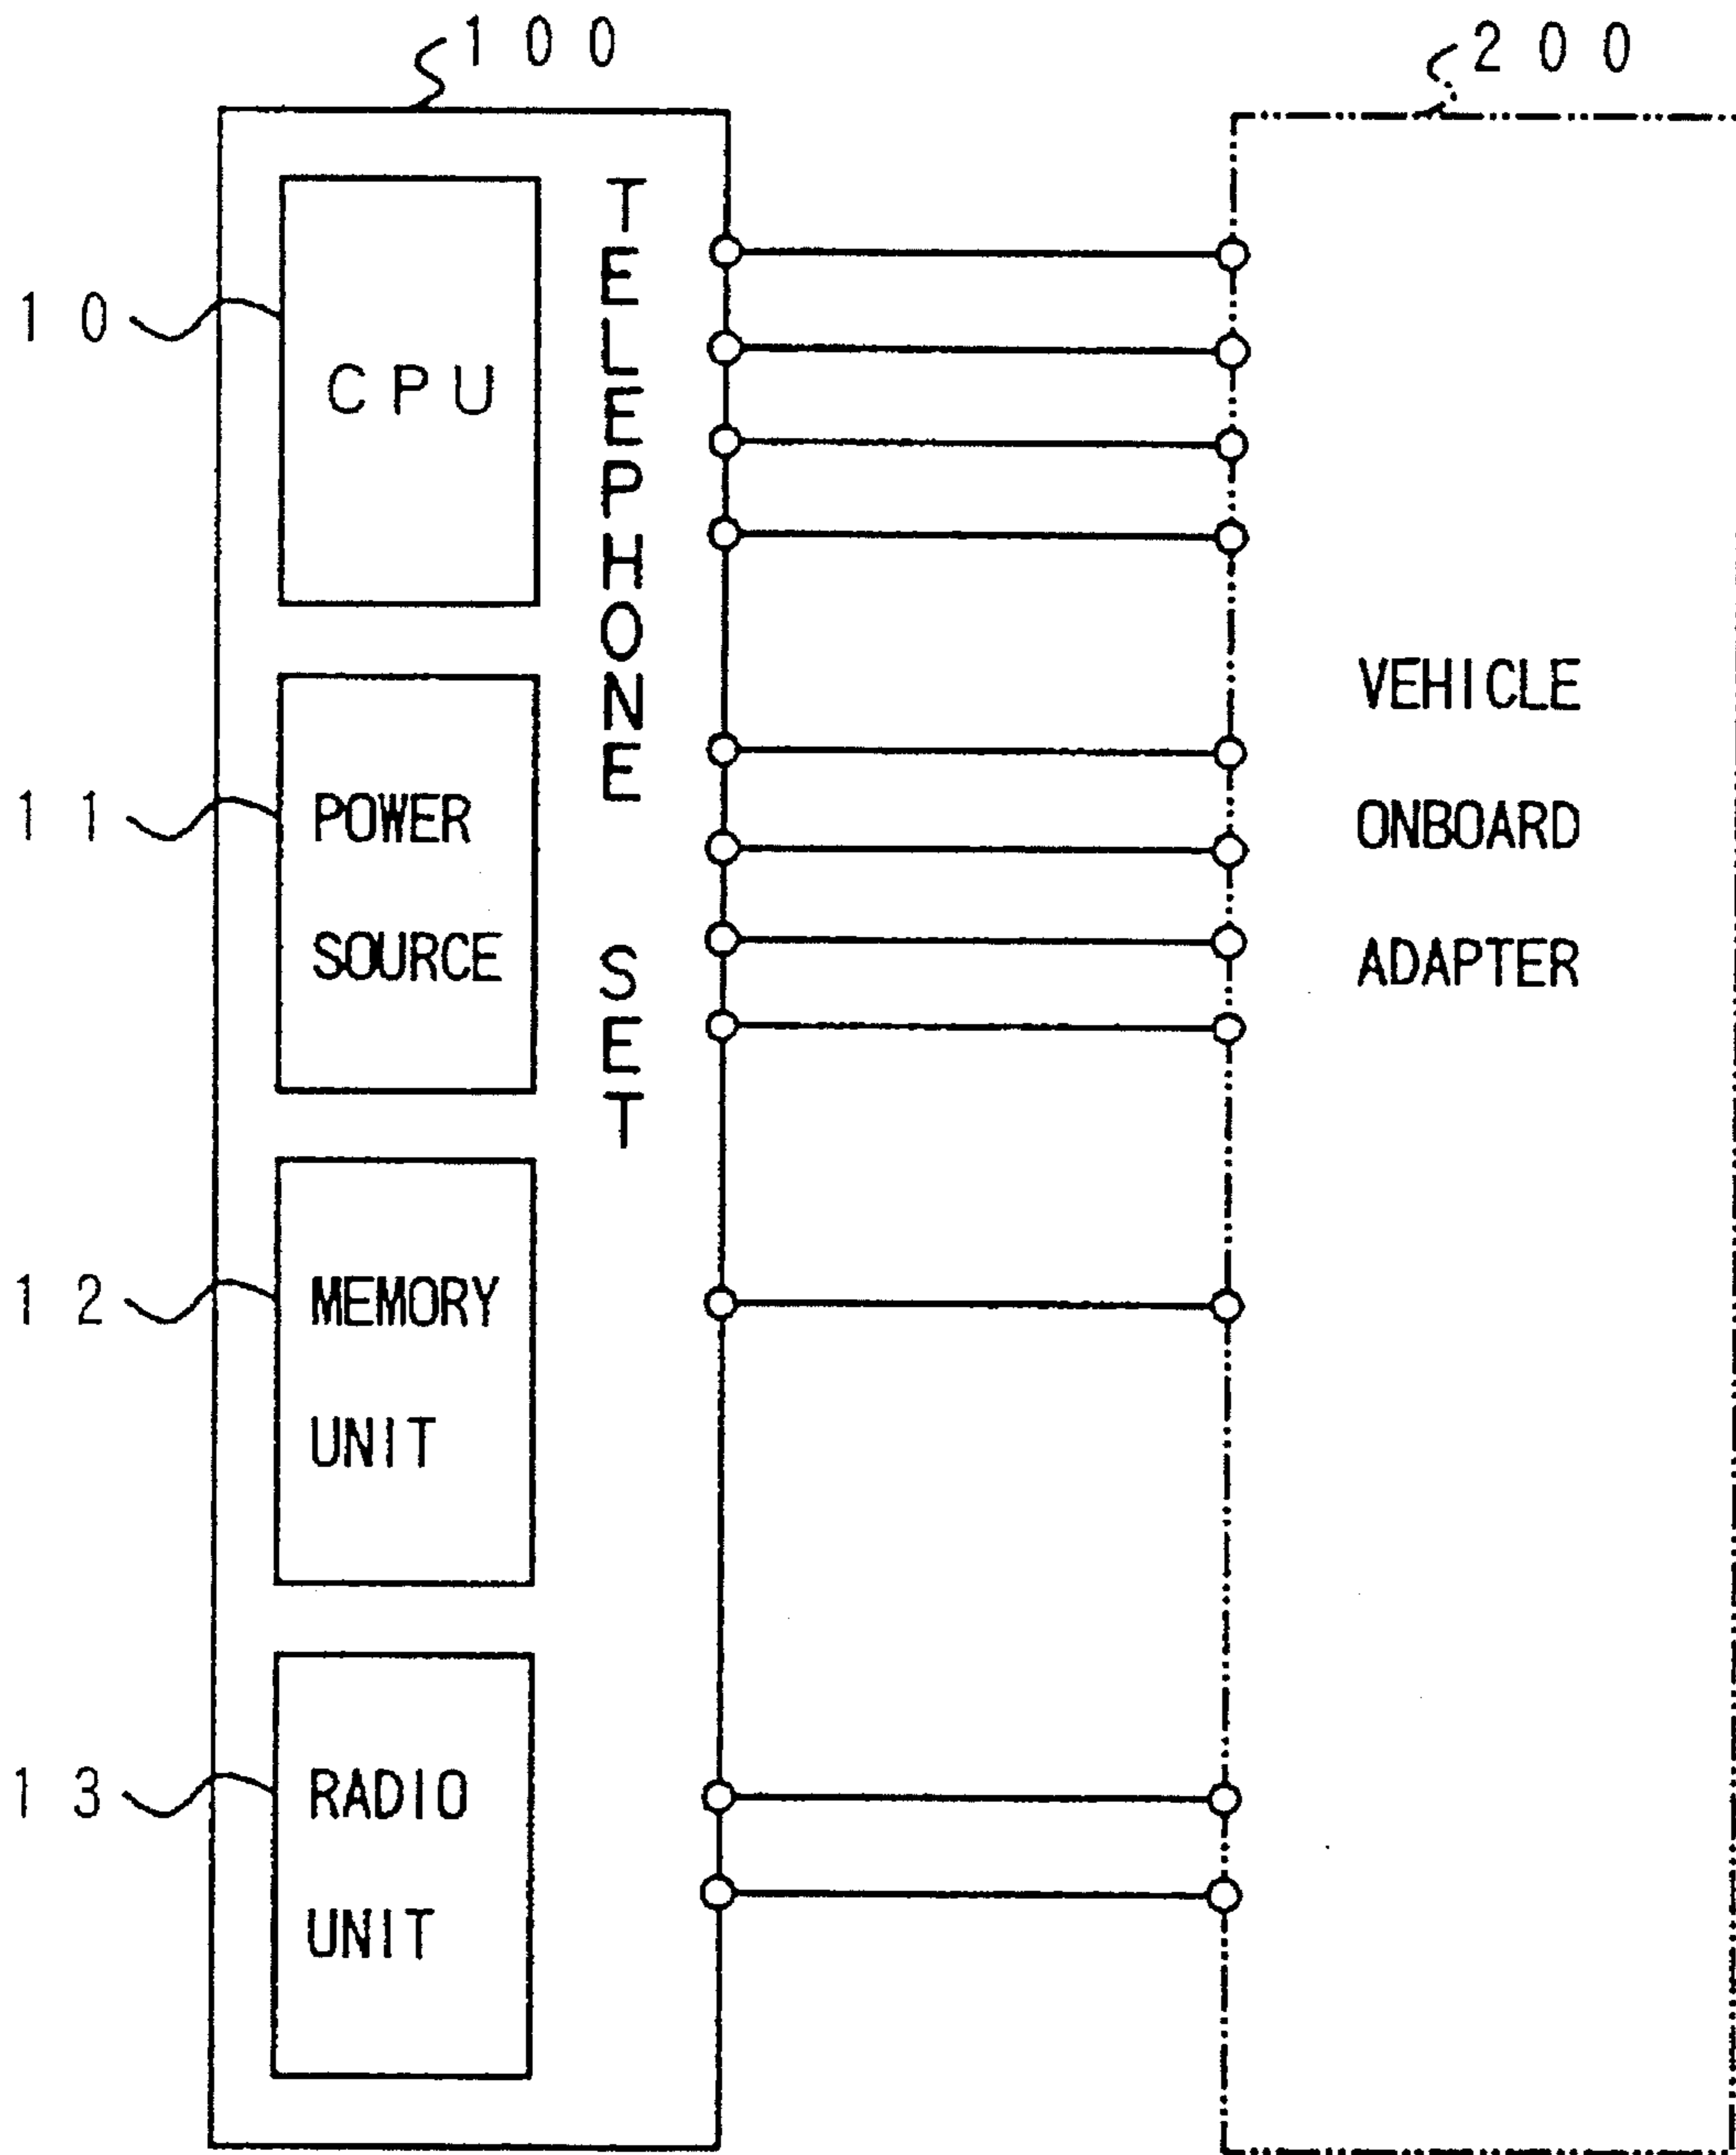 100
200
10
CPU
TELEPHONE SET
11
POWER
SOURCE
VEHICLE
ONBOARD
ADAPTER
12
MEMORY
UNIT
13
RADIO
UNIT